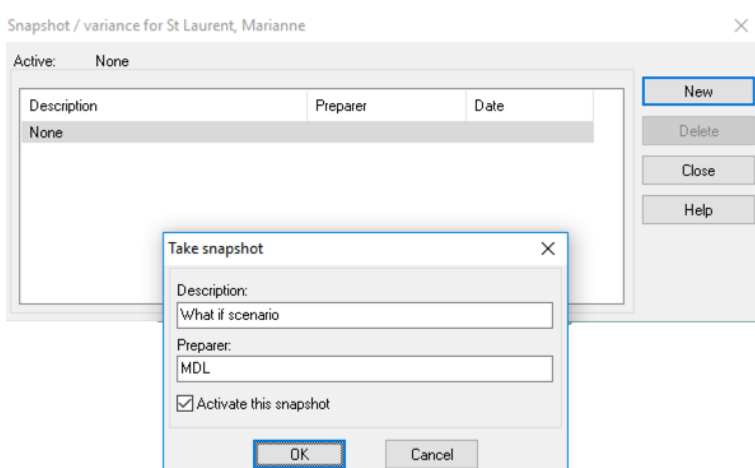 Snapshot / variance for St Laurent, Marianne
Active: None
Description Preparer Date
None
New
Delete
Close
Help
Take snapshot
Description:
What if scenario
Preparer:
MDL
Activate this snapshot
OK Cancel